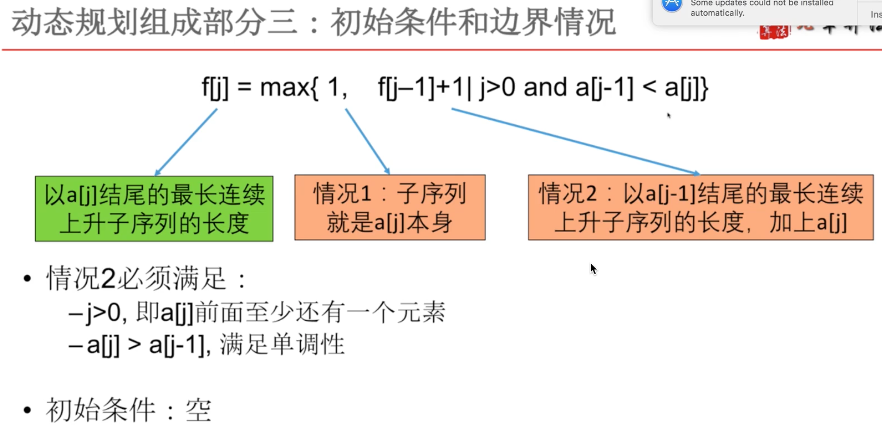 Some updates could not be installed
automatically.
动态规划组成部分三：初始条件和边界情况
f[j] = max{ 1, f[j–1]+1| j>0 and a[j-1] < a[j]}
以a[j]结尾的最长连续
上升子序列的长度
情况1：子序列
就是a[j]本身
情况2：以a[j-1]结尾的最长连续
上升子序列的长度，加上a[j]
• 情况2必须满足：
–j>0, 即a[j]前面至少还有一个元素
–a[j] > a[j-1], 满足单调性
• 初始条件：空